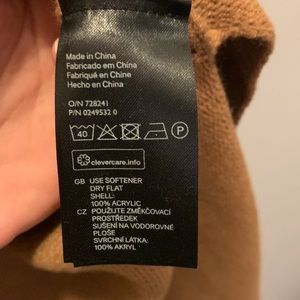 Made in China
Fabricado em China
Fabriqué en Chine
Hecho en China
O/N 728241
P/N 0249532 0
40 P
clevercare.info
GB USE SOFTENER
DRY FLAT
SHELL:
100% ACRYLIC
CZ POUŽIJTE ZMĚKČOVACÍ
PROSTŘEDEK
SUŠENÍ NA VODOROVNÉ
PLOŠE
SVRCHNÍ LÁTKA:
100% AKRYL